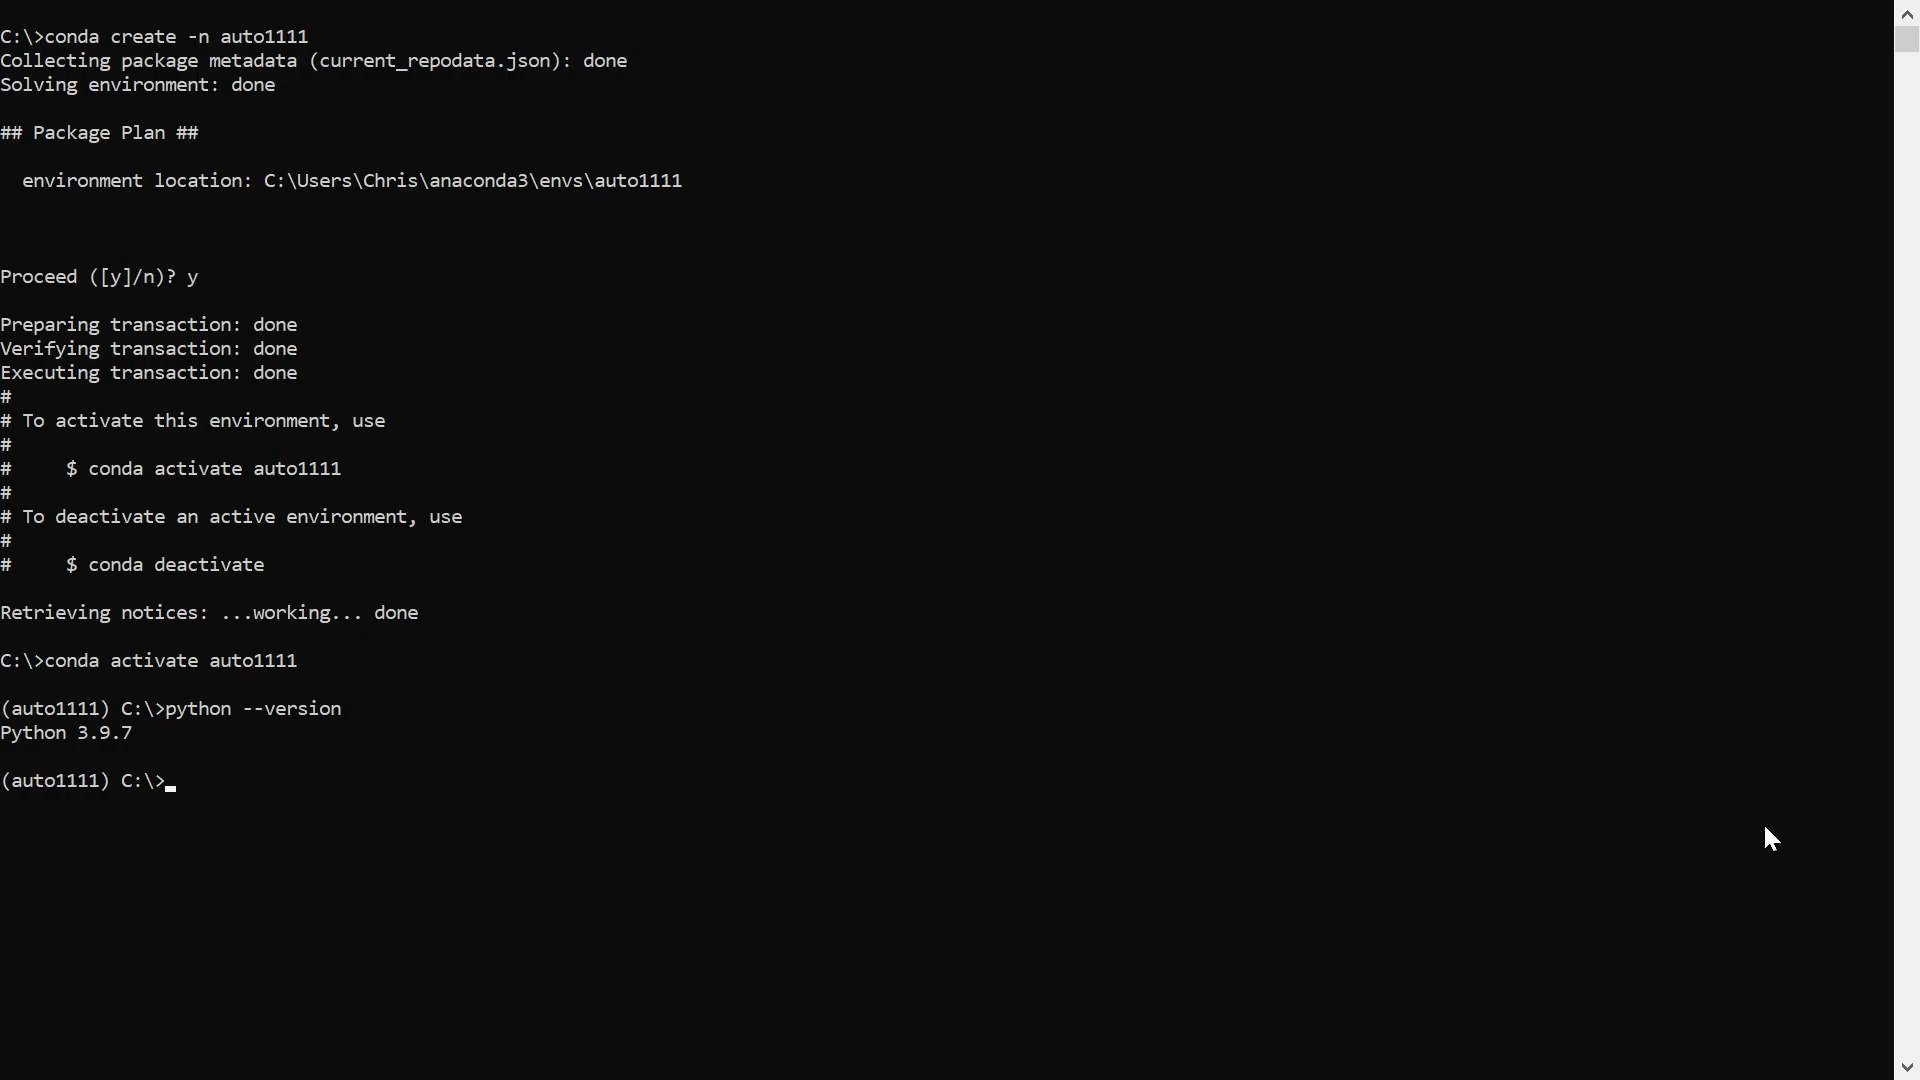 C:\>conda create -n auto1111
Collecting package metadata (current_repodata.json): done
Solving environment: done
## Package Plan ##
environment location: C:\Users\Chris\anaconda3\envs\auto1111
Proceed ([y]/n)? y
Preparing transaction: done
Verifying transaction: done
Executing transaction: done
#
# To activate this environment, use
#
#     $ conda activate auto1111
#
# To deactivate an active environment, use
#
#     $ conda deactivate
Retrieving notices: ...working... done
C:\>conda activate auto1111
(auto1111) C:\>python --version
Python 3.9.7
(auto1111) C:\>